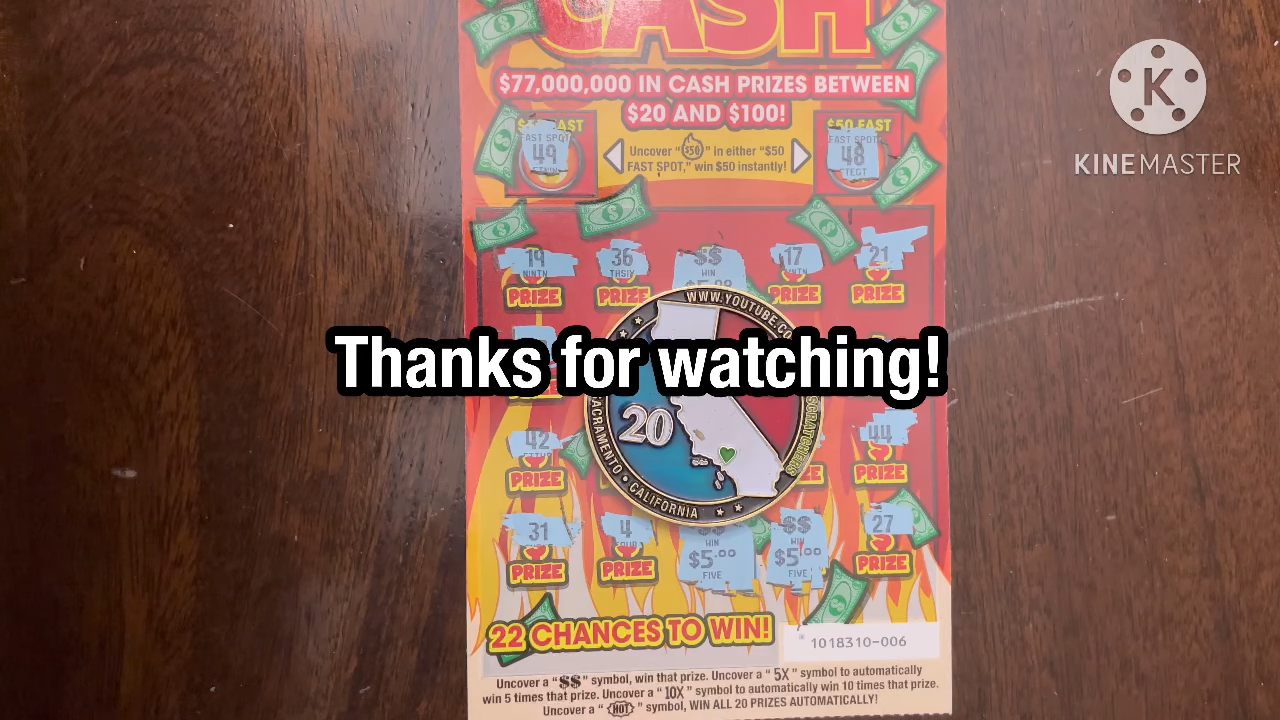 CASH
$77,000,000 IN CASH PRIZES BETWEEN
$20 AND $100!
FAST $50 FAST
FAST SPOT FAST SPOT
49 48
Uncover " $50 " in either "$50
FAST SPOT," win $50 instantly!
KINEMASTER
19 36 $$ 17 21
WIN
PRIZE PRIZE PRIZE PRIZE
WWW.YOUTUBE.CO
Thanks for watching!
20
SACRAMENTO • CALIFORNIA
SCRATCHERS
42 44
PRIZE PRIZE
31 4 $$ 27
FOUR WIN WIN
$5.00 $5.00
PRIZE PRIZE FIVE FIVE PRIZE
22 CHANCES TO WIN!
1018310-006
Uncover a "$$" symbol, win that prize. Uncover a "5X" symbol to automatically
win 5 times that prize. Uncover a "10X" symbol to automatically win 10 times that prize.
Uncover a "HOT" symbol, WIN ALL 20 PRIZES AUTOMATICALLY!